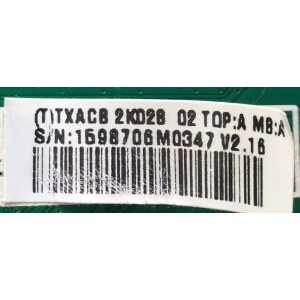 (T)TXACB 2K028 02 TOP:A MB:A
S/N:1598706M0347 V2.16